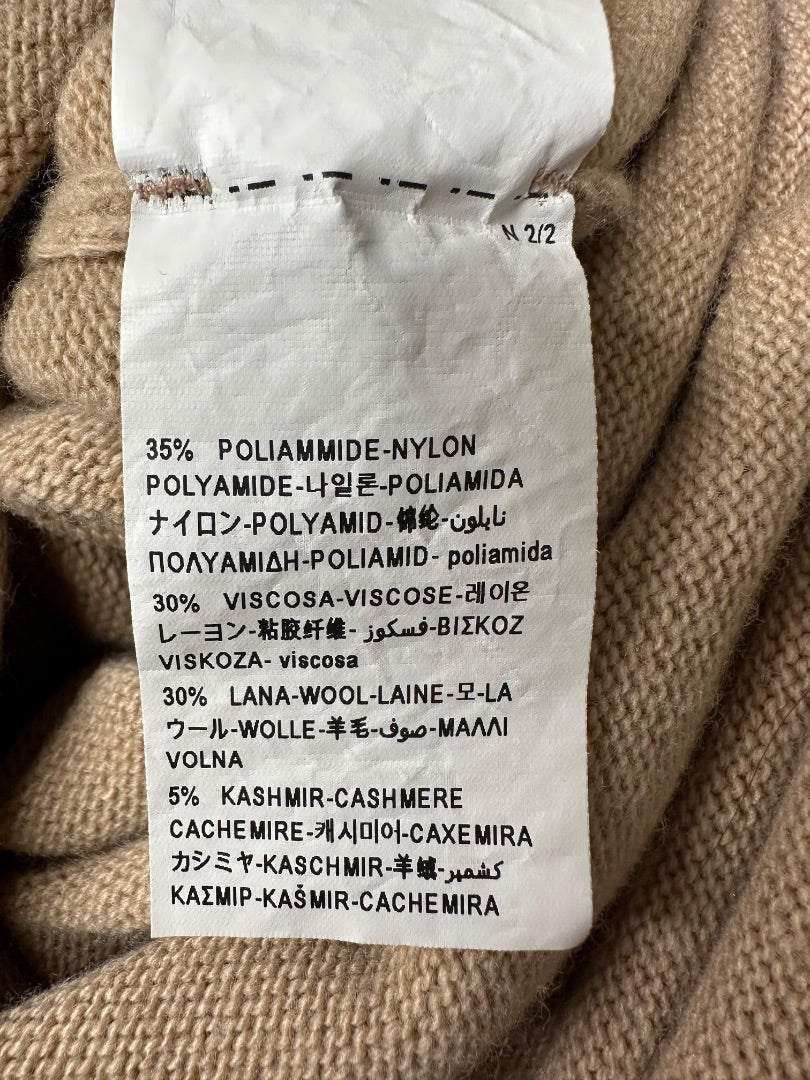 N 2/2
35% POLIAMMIDE-NYLON
POLYAMIDE-나일론-POLIAMIDA
ナイロン-POLYAMID-锦纶-نايلون
ΠΟΛΥΑΜΙΔΗ-POLIAMID- poliamida
30% VISCOSA-VISCOSE-레이온
レーヨン-粘胶纤维- فسكوز-ΒΙΣΚΟΖ
VISKOZA- viscosa
30% LANA-WOOL-LAINE-모-LA
ウール-WOLLE-羊毛-صوف-ΜΑΛΛΙ
VOLNA
5% KASHMIR-CASHMERE
CACHEMIRE-캐시미어-CAXEMIRA
カシミヤ-KASCHMIR-羊绒-كشمير
ΚΑΣΜΙΡ-KAŠMIR-CACHEMIRA